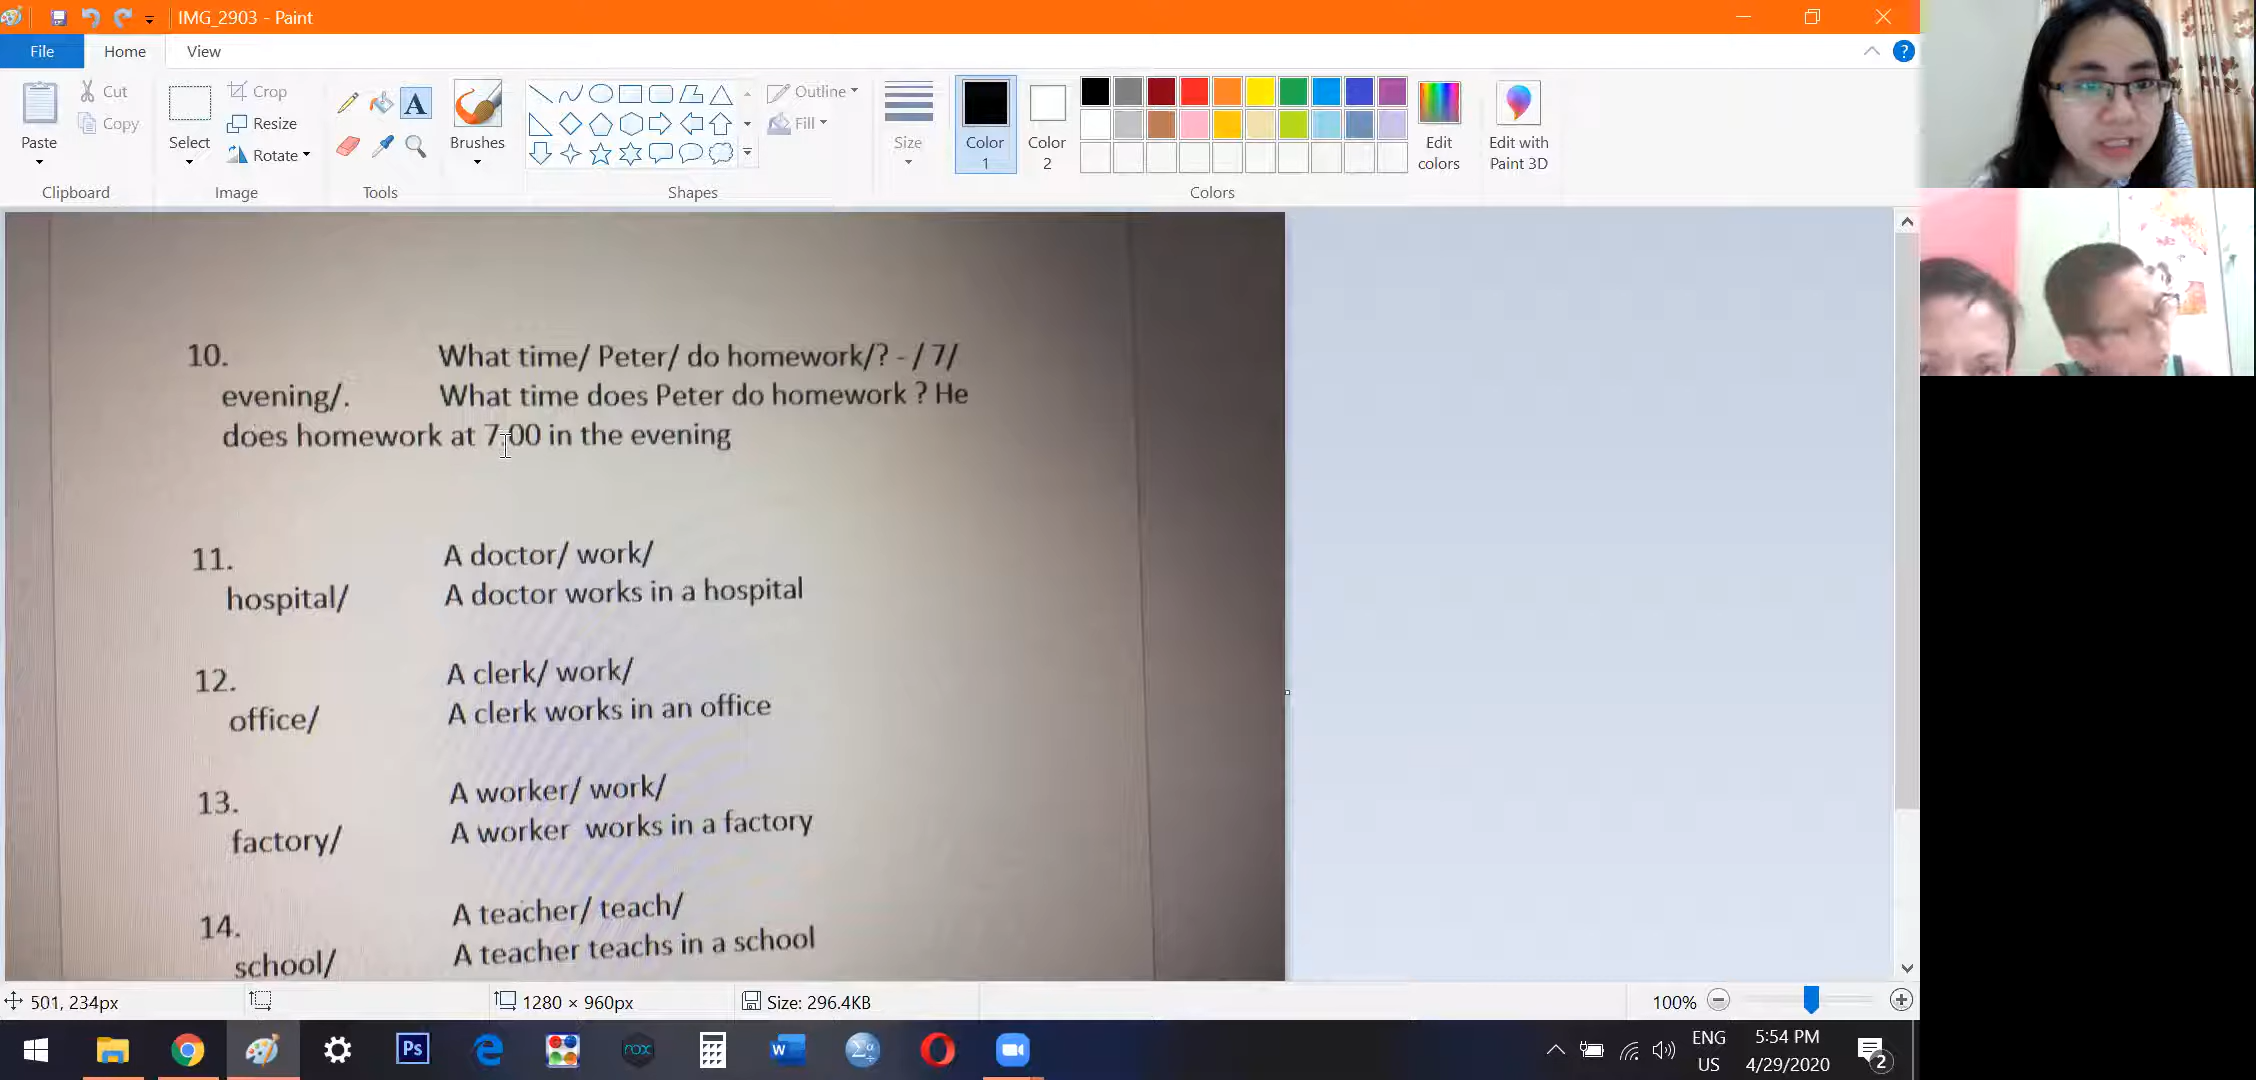 IMG_2903 - Paint
File Home View
Paste Cut Copy
Clipboard
Select Crop Resize Rotate
Image
Tools
Brushes
Outline Fill
Shapes
Size
Color 1
Color 2
Edit colors
Colors
Edit with Paint 3D
10. What time/ Peter/ do homework/? - / 7/
evening/. What time does Peter do homework ? He
does homework at 7:00 in the evening
11. A doctor/ work/
hospital/ A doctor works in a hospital
12. A clerk/ work/
office/ A clerk works in an office
13. A worker/ work/
factory/ A worker works in a factory
14. A teacher/ teach/
school/ A teacher teachs in a school
501, 234px 1280 × 960px Size: 296.4KB 100%
Ps nox W
ENG 5:54 PM
US 4/29/2020 2